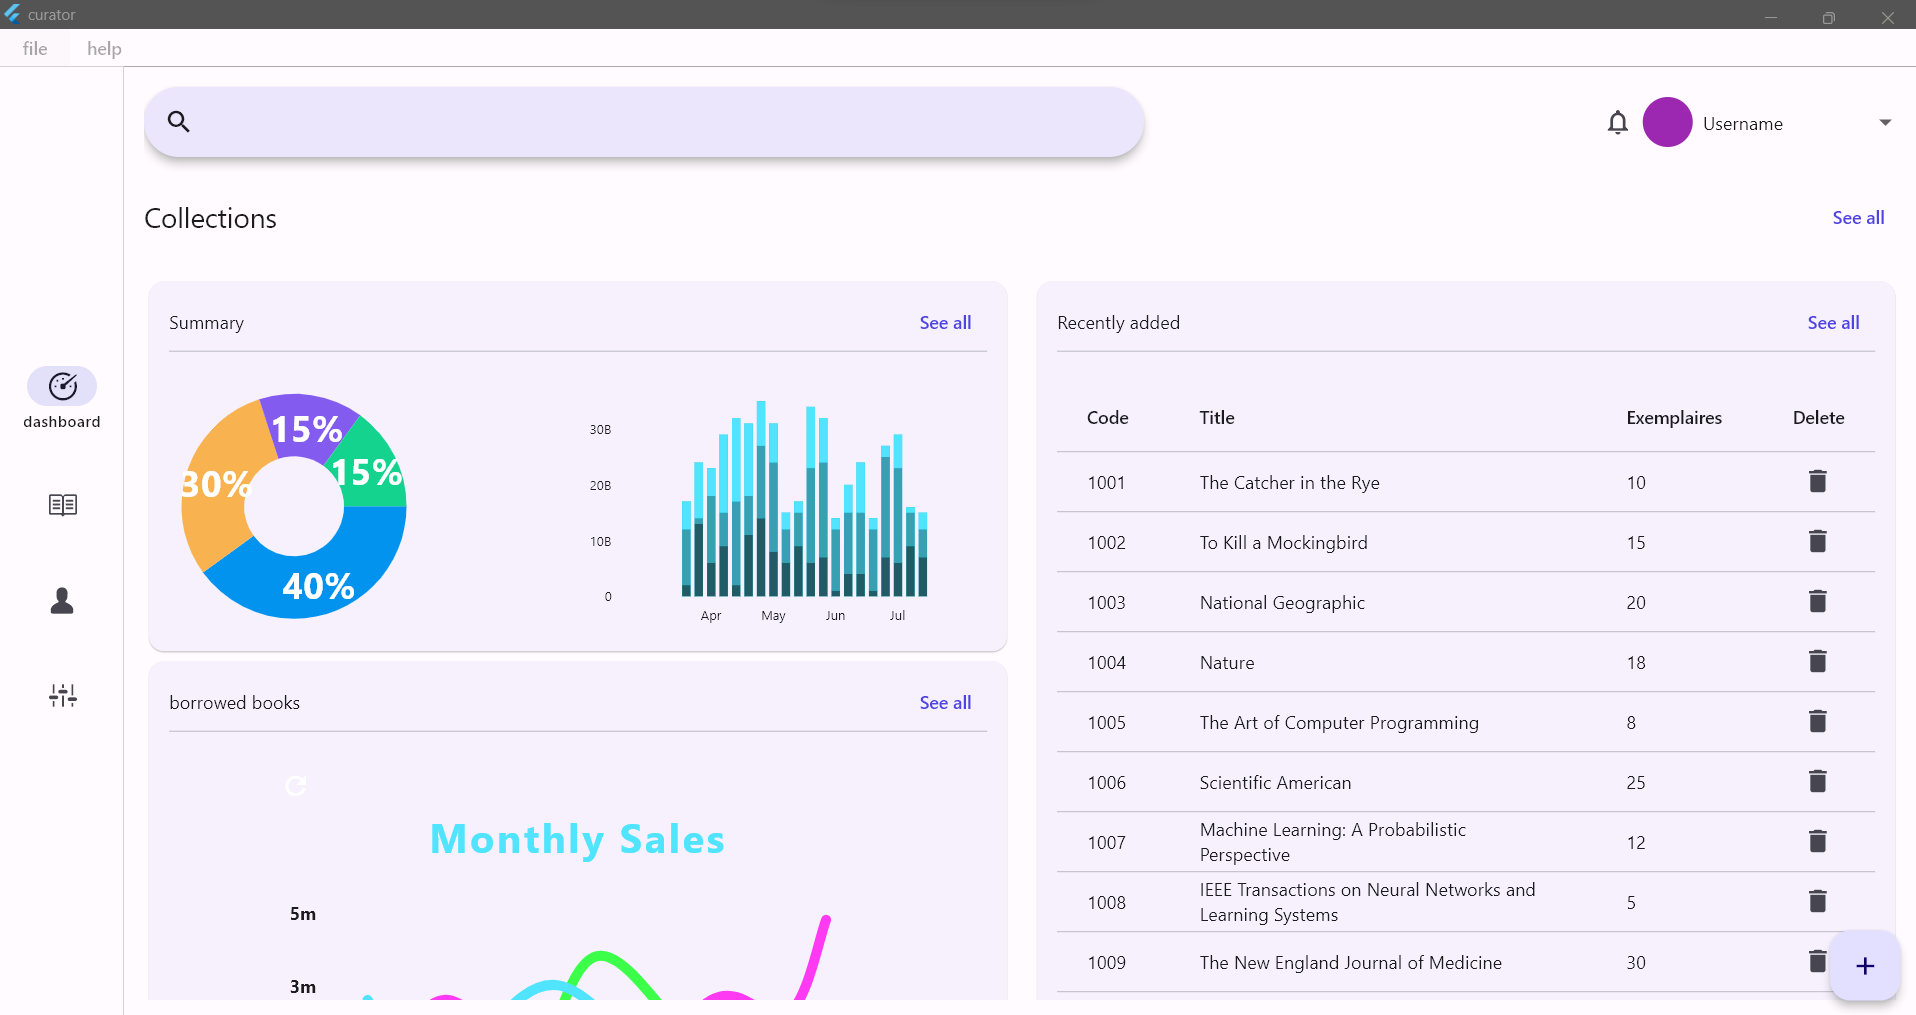 curator
file help
Username
Collections
See all
Summary
See all
15%
15%
30%
40%
30B
20B
10B
0
Apr May Jun Jul
borrowed books
See all
Monthly Sales
5m
3m
Recently added
See all
Code Title Exemplaires Delete
1001 The Catcher in the Rye 10
1002 To Kill a Mockingbird 15
1003 National Geographic 20
1004 Nature 18
1005 The Art of Computer Programming 8
1006 Scientific American 25
1007 Machine Learning: A Probabilistic
Perspective 12
1008 IEEE Transactions on Neural Networks and
Learning Systems 5
1009 The New England Journal of Medicine 30
dashboard